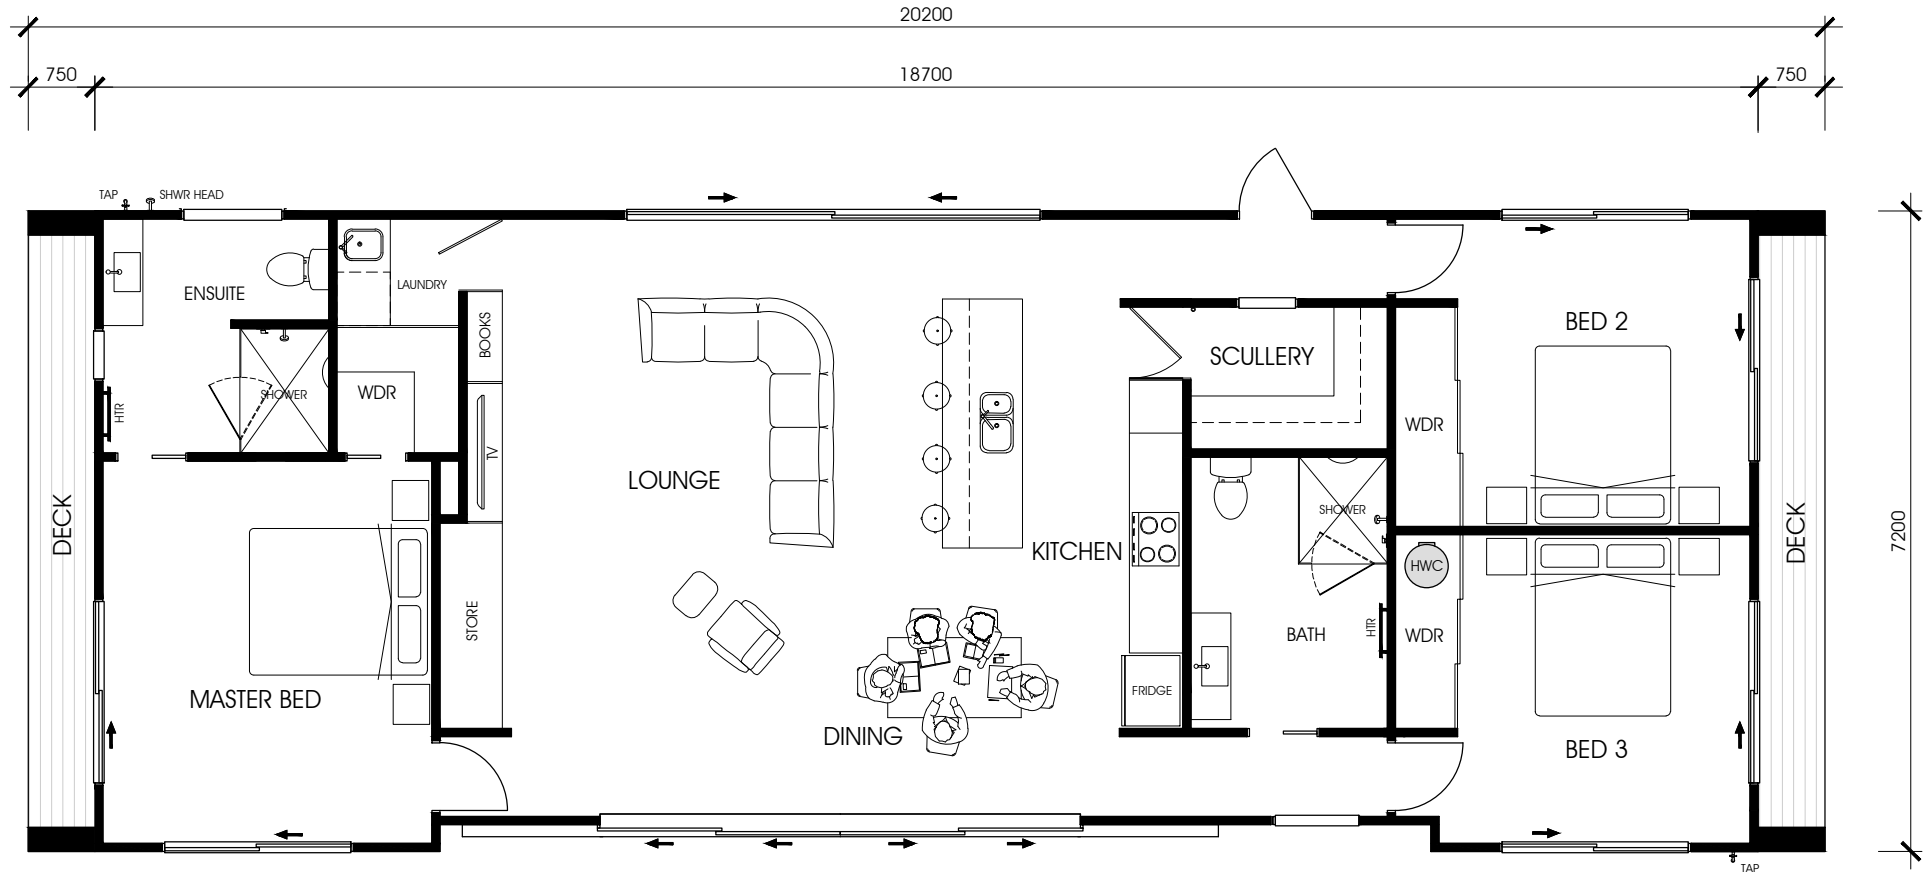 20200
750
18700
750
TAP
SHWR HEAD
ENSUITE
LAUNDRY
BOOKS
SHOWER
WDR
HTR
TV
LOUNGE
SCULLERY
BED 2
WDR
DECK
SHOWER
DECK
7200
KITCHEN
HWC
STORE
BATH
HTR
WDR
FRIDGE
MASTER BED
DINING
BED 3
TAP